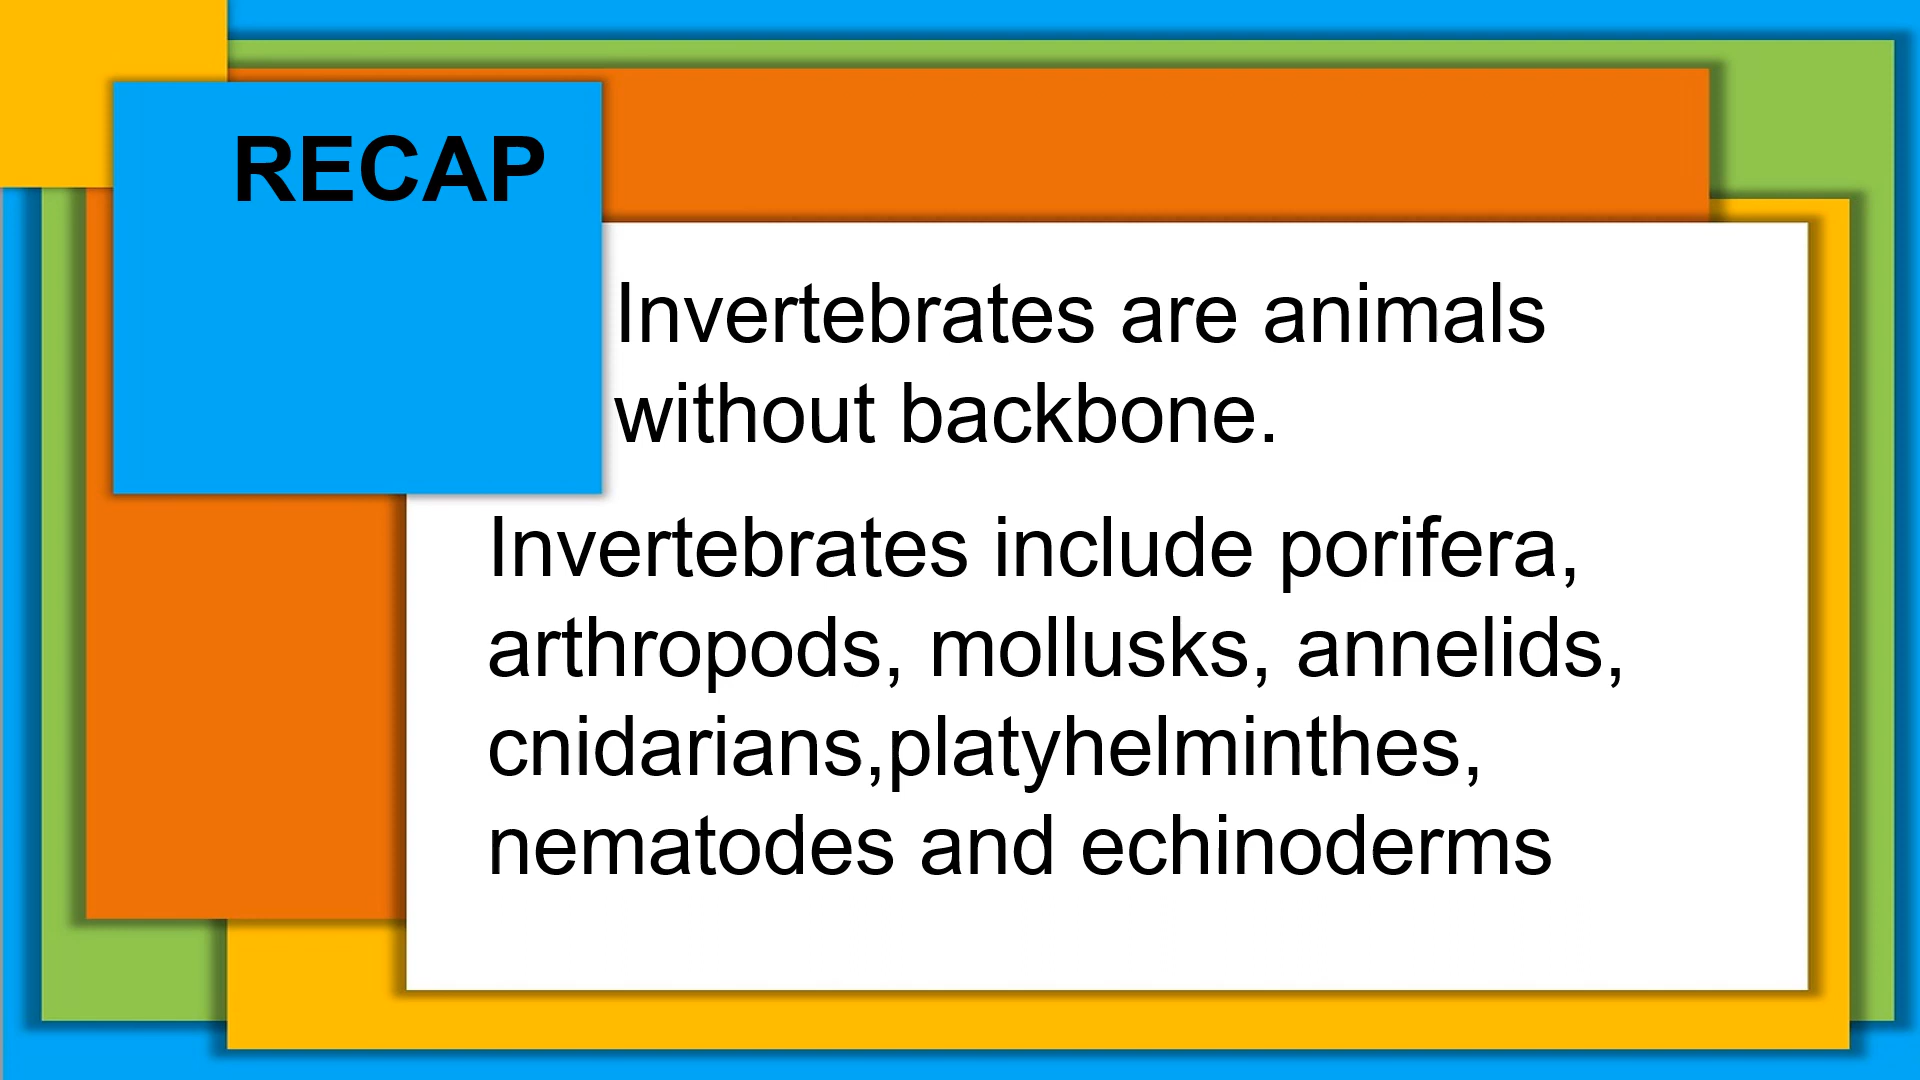 RECAP
Invertebrates are animals
without backbone.
Invertebrates include porifera,
arthropods, mollusks, annelids,
cnidarians,platyhelminthes,
nematodes and echinoderms